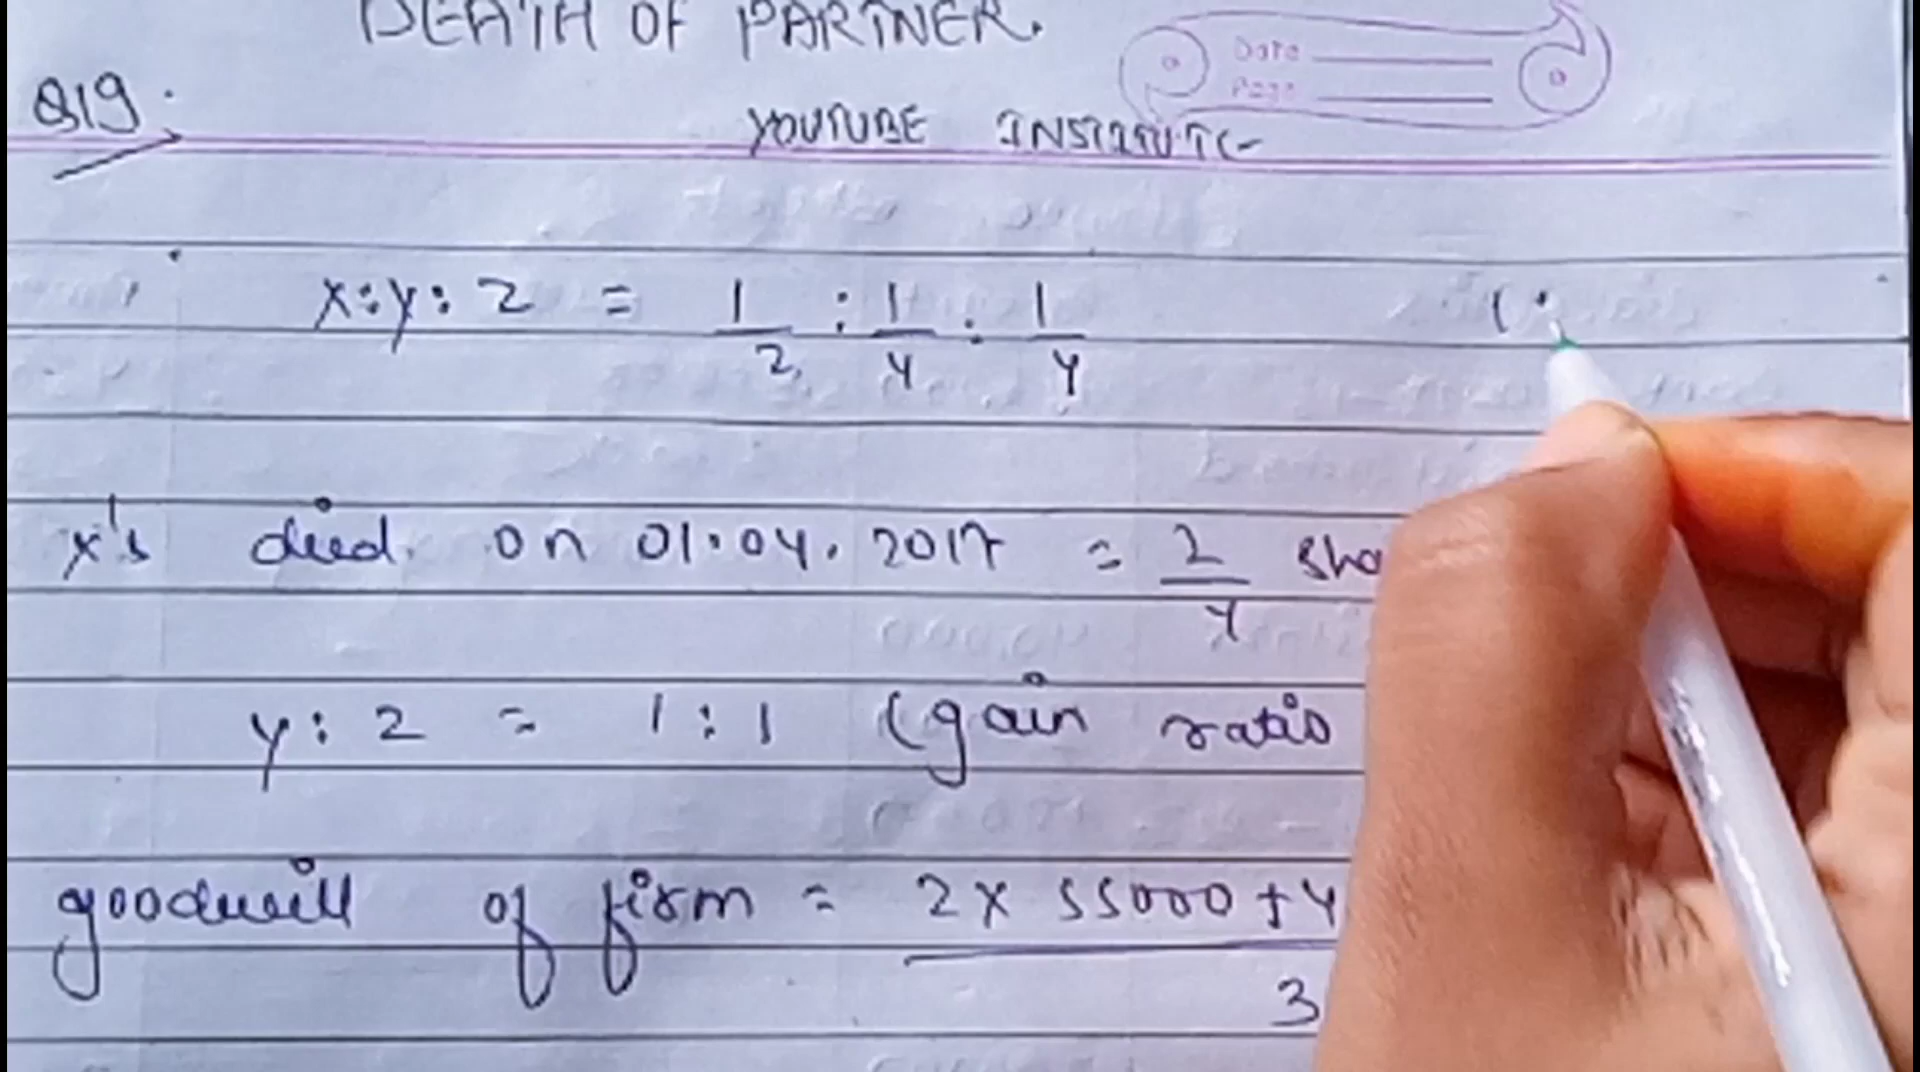 DEATH OF PARTNER.
Date
Page
Q19.
YOUTUBE INSTITUTE
X:Y:Z = 1/2 : 1/4 : 1/4
(
X's died. on 01.04.2017 = 2/4 sha
Y:Z = 1:1 (gain ratio
goodwill of firm = 2 x 55000 + 4
3